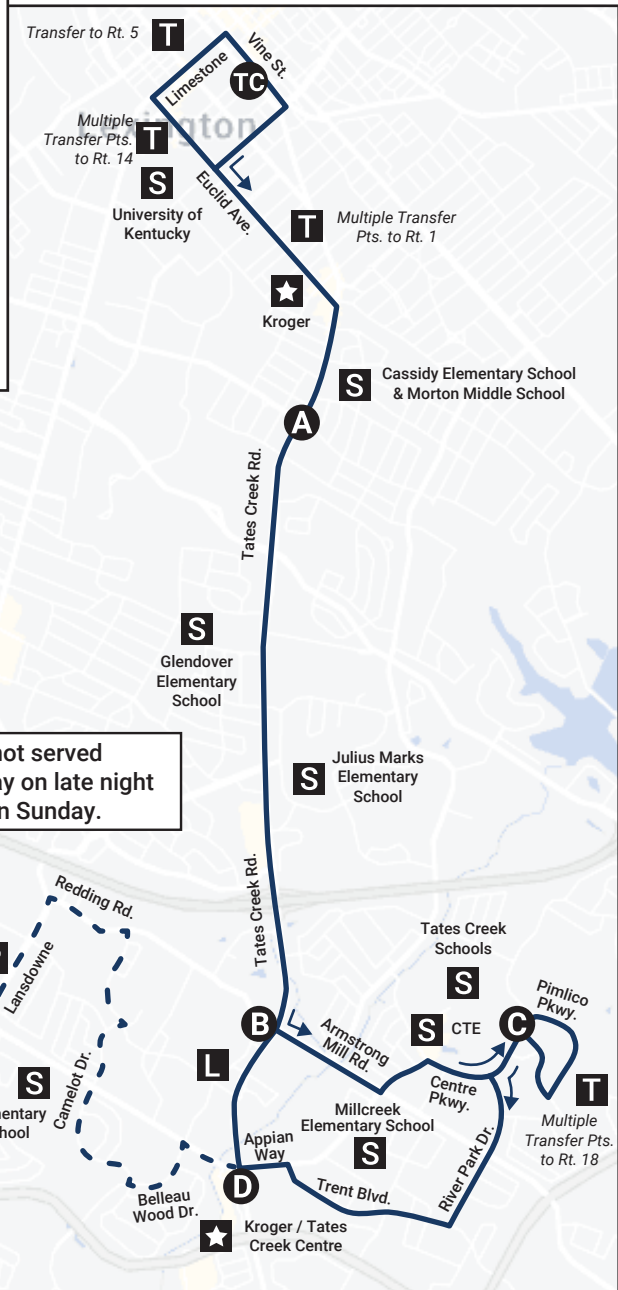 Transfer to Rt. 5
T
Vine St.
Limestone
TC
Lexington
Multiple
Transfer Pts.
to Rt. 14
T
S
University of
Kentucky
Euclid Ave.
T
Multiple Transfer
Pts. to Rt. 1
Kroger
S
Cassidy Elementary School
& Morton Middle School
A
Tates Creek Rd.
S
Glendover
Elementary
School
not served
ay on late night
n Sunday.
S
Julius Marks
Elementary
School
Tates Creek Rd.
Redding Rd.
Lansdowne
Tates Creek
Schools
S
S
CTE
C
Pimlico
Pkwy.
B
Armstrong
Mill Rd.
Centre
Pkwy.
T
Multiple
Transfer Pts.
to Rt. 18
L
S
entary
hool
Camelot Dr.
Millcreek
Elementary School
S
Appian
Way
River Park Dr.
D
Trent Blvd.
Belleau
Wood Dr.
Kroger / Tates
Creek Centre